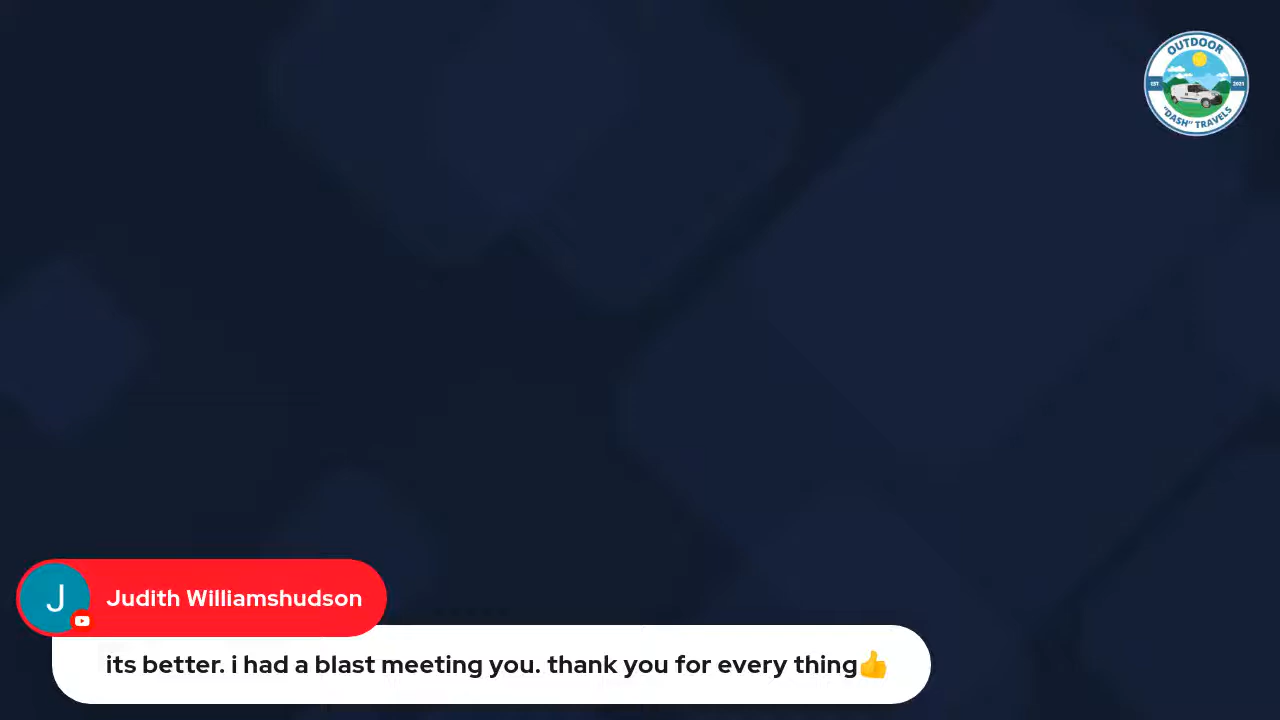 OUTDOOR
EST 2021
"DASH" TRAVELS
J
Judith Williamshudson
its better. i had a blast meeting you. thank you for every thing👍